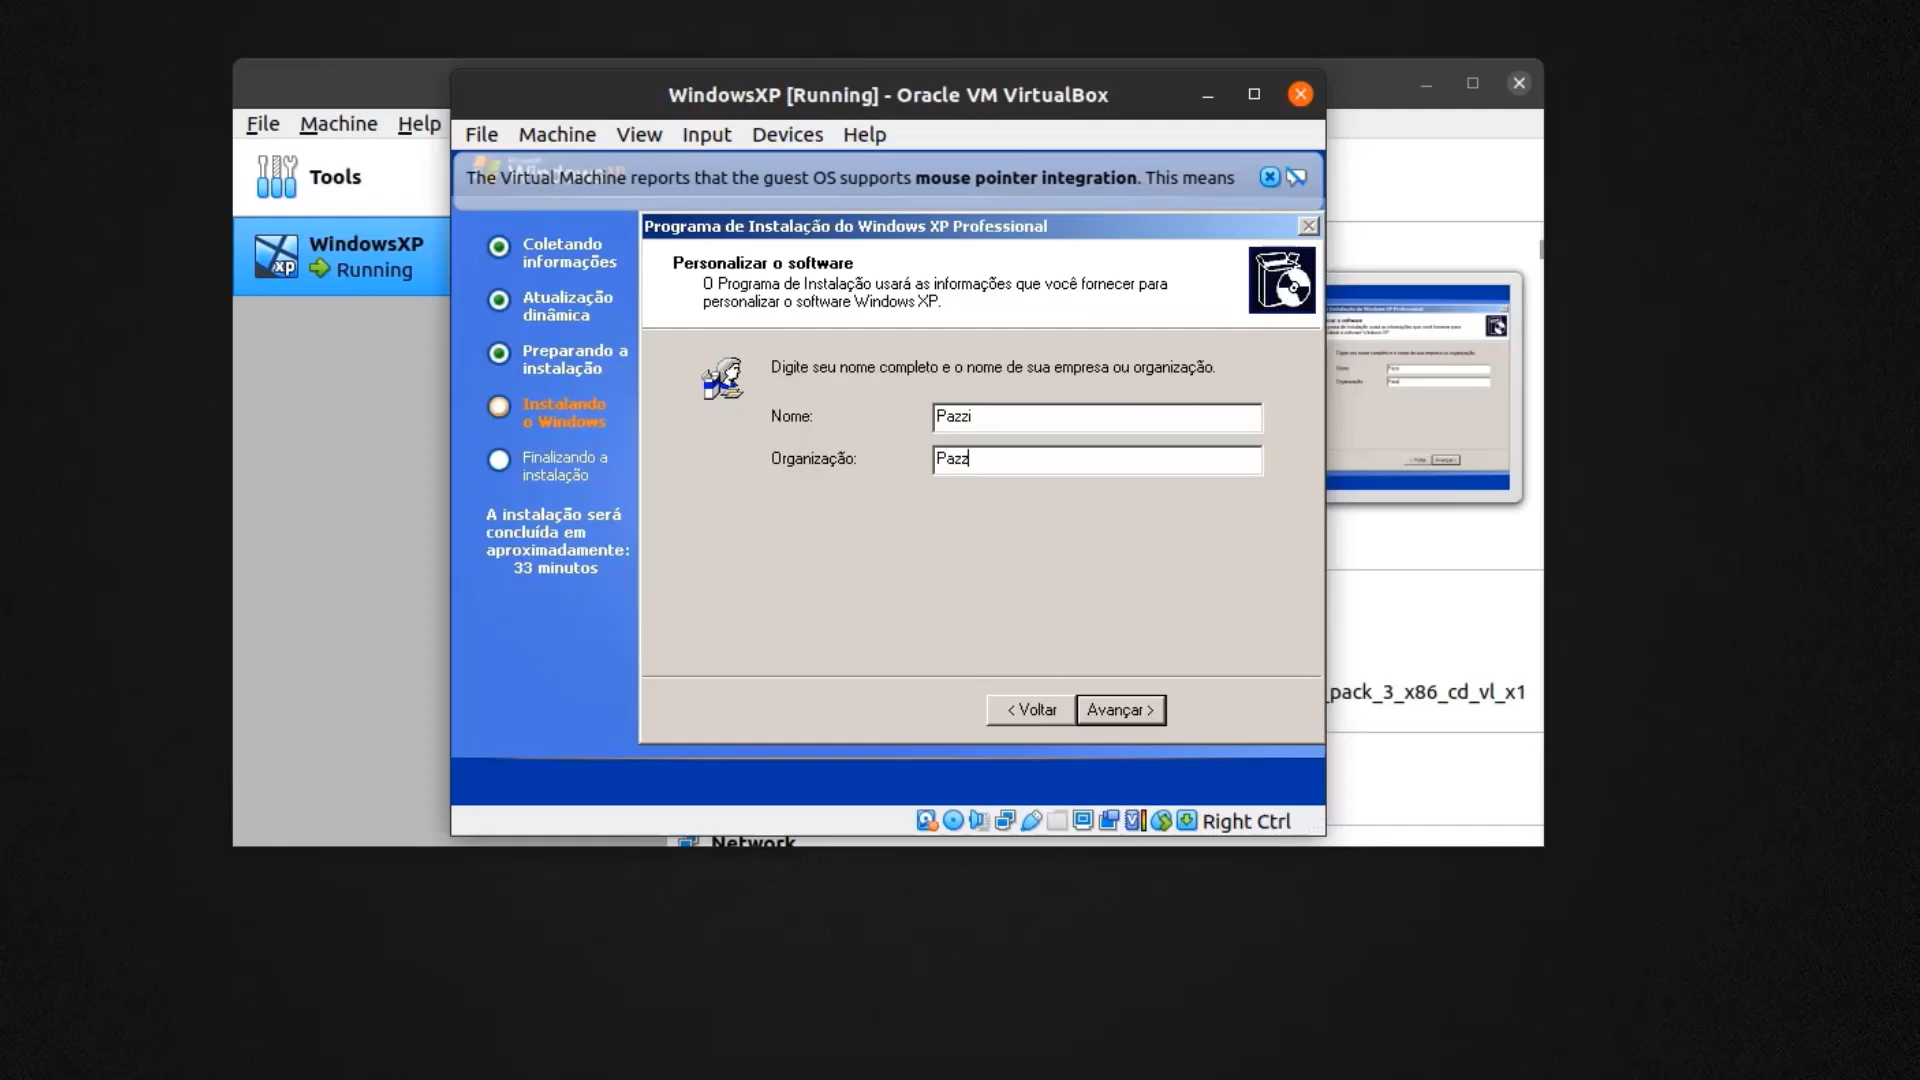 WindowsXP [Running] - Oracle VM VirtualBox
File Machine Help
File Machine View Input Devices Help
Tools
The Virtual Machine reports that the guest OS supports mouse pointer integration. This means
WindowsXP
Running
Coletando
informações
Atualização
dinâmica
Preparando a
instalação
Instalando
o Windows
Finalizando a
instalação
A instalação será
concluída em
aproximadamente:
33 minutos
Programa de Instalação do Windows XP Professional
Personalizar o software
O Programa de Instalação usará as informações que você fornecer para
personalizar o software Windows XP.
Digite seu nome completo e o nome de sua empresa ou organização.
Nome: Pazzi
Organização: Pazz
< Voltar Avançar >
_pack_3_x86_cd_vl_x1
Right Ctrl
Network